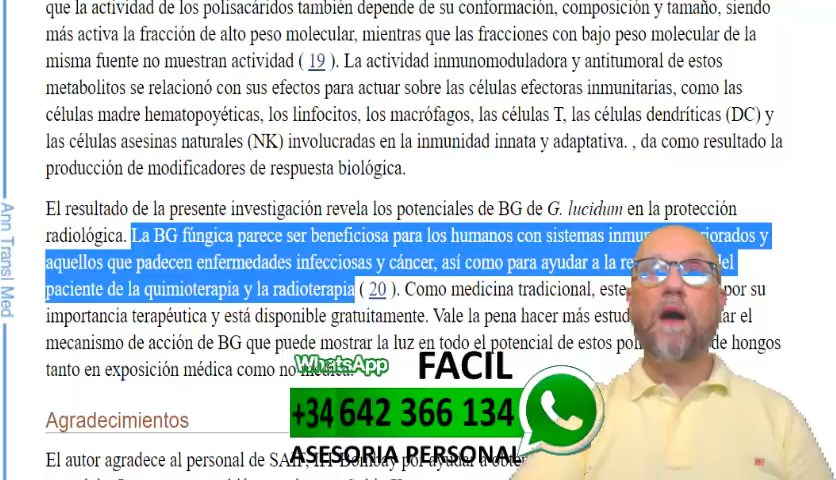 que la actividad de los polisacáridos también depende de su conformación, composición y tamaño, siendo
más activa la fracción de alto peso molecular, mientras que las fracciones con bajo peso molecular de la
misma fuente no muestran actividad ( 19 ). La actividad inmunomoduladora y antitumoral de estos
metabolitos se relacionó con sus efectos para actuar sobre las células efectoras inmunitarias, como las
células madre hematopoyéticas, los linfocitos, los macrófagos, las células T, las células dendríticas (DC) y
las células asesinas naturales (NK) involucradas en la inmunidad innata y adaptativa. , da como resultado la
producción de modificadores de respuesta biológica.
El resultado de la presente investigación revela los potenciales de BG de G. lucidum en la protección
radiológica. La BG fúngica parece ser beneficiosa para los humanos con sistemas y
aquellos que padecen enfermedades infecciosas y cáncer, así como para ayudar a la del
paciente de la quimioterapia y la radioterapia ( 20 ). Como medicina tradicional, por su
importancia terapéutica y está disponible gratuitamente. Vale la pena hacer más el
mecanismo de acción de BG que puede mostrar la luz en todo el potencial de estos de hongos
tanto en exposición médica como no
WhatsApp FACIL
+34 642 366 134
ASESORIA PERSONAL
Agradecimientos
El autor agradece al personal de
Ann Transl Med